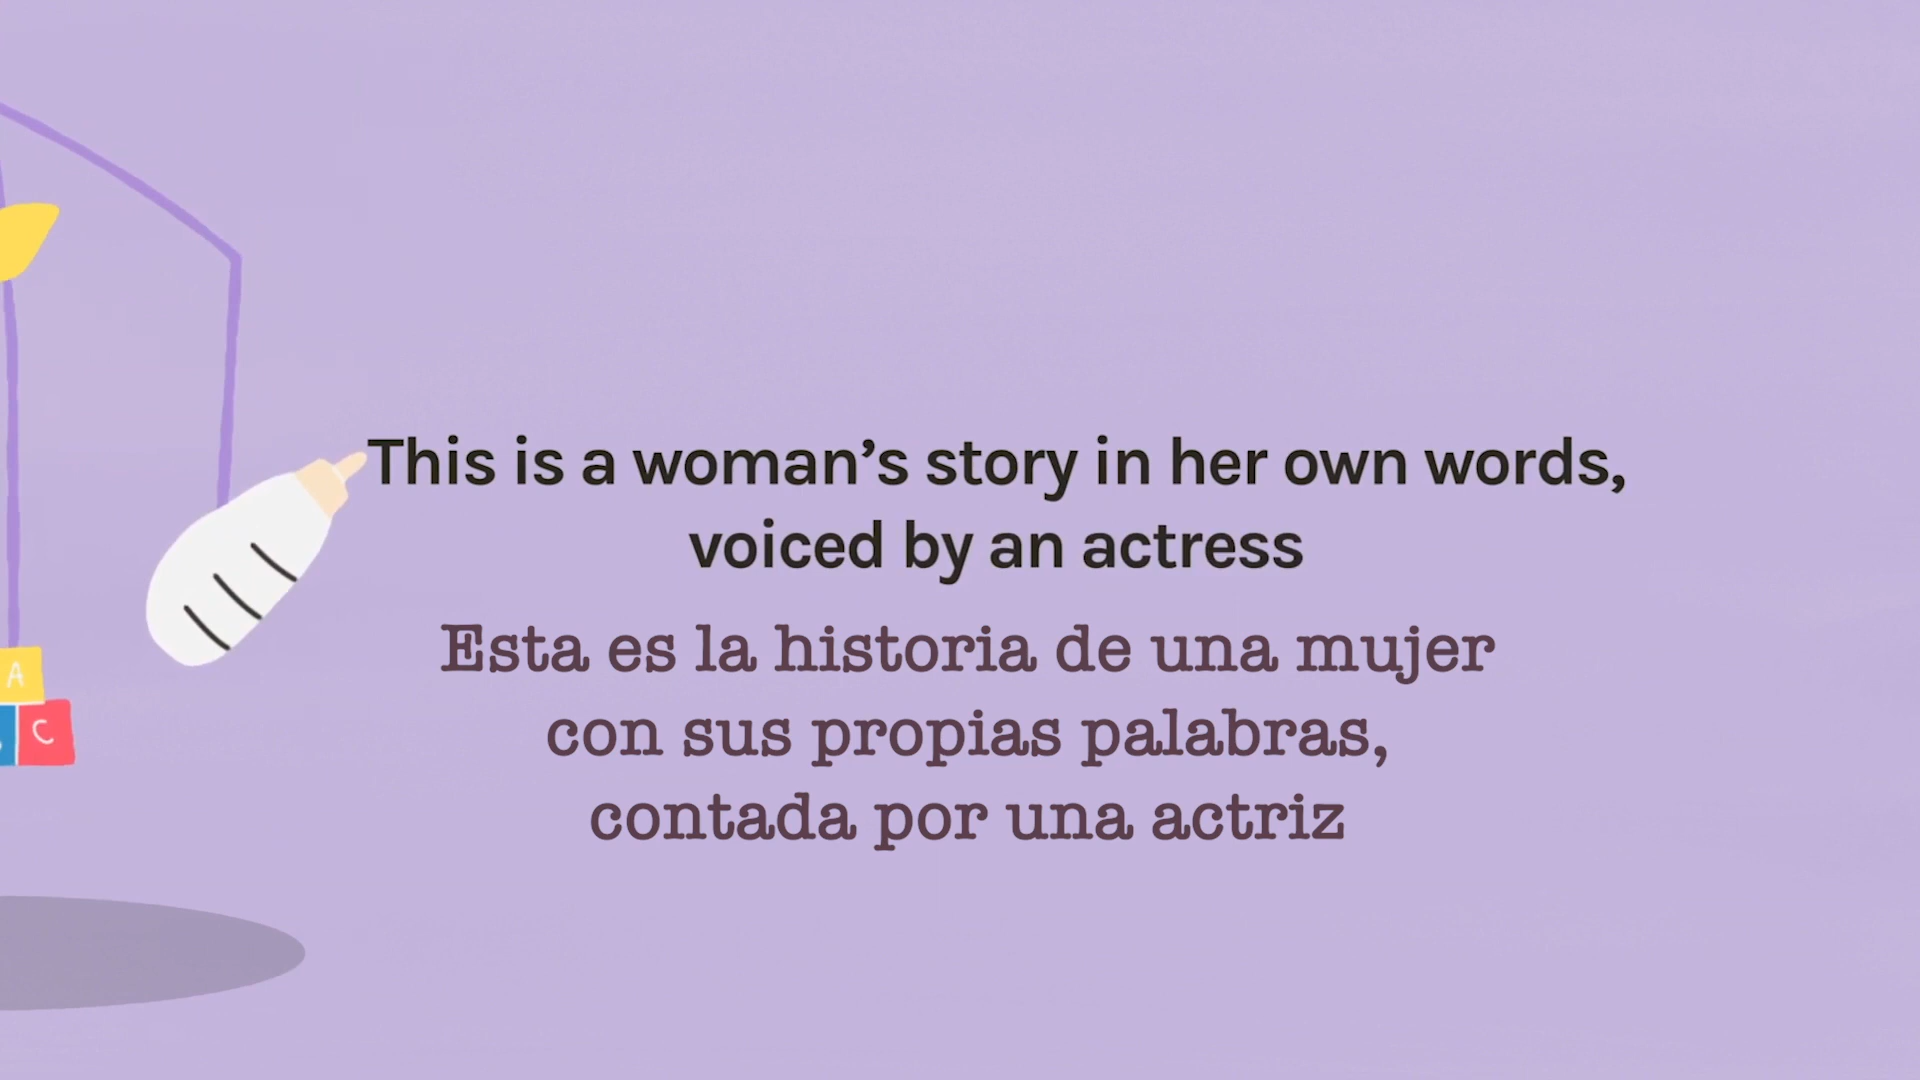 This is a woman’s story in her own words,
voiced by an actress
Esta es la historia de una mujer
con sus propias palabras,
contada por una actriz
A
C